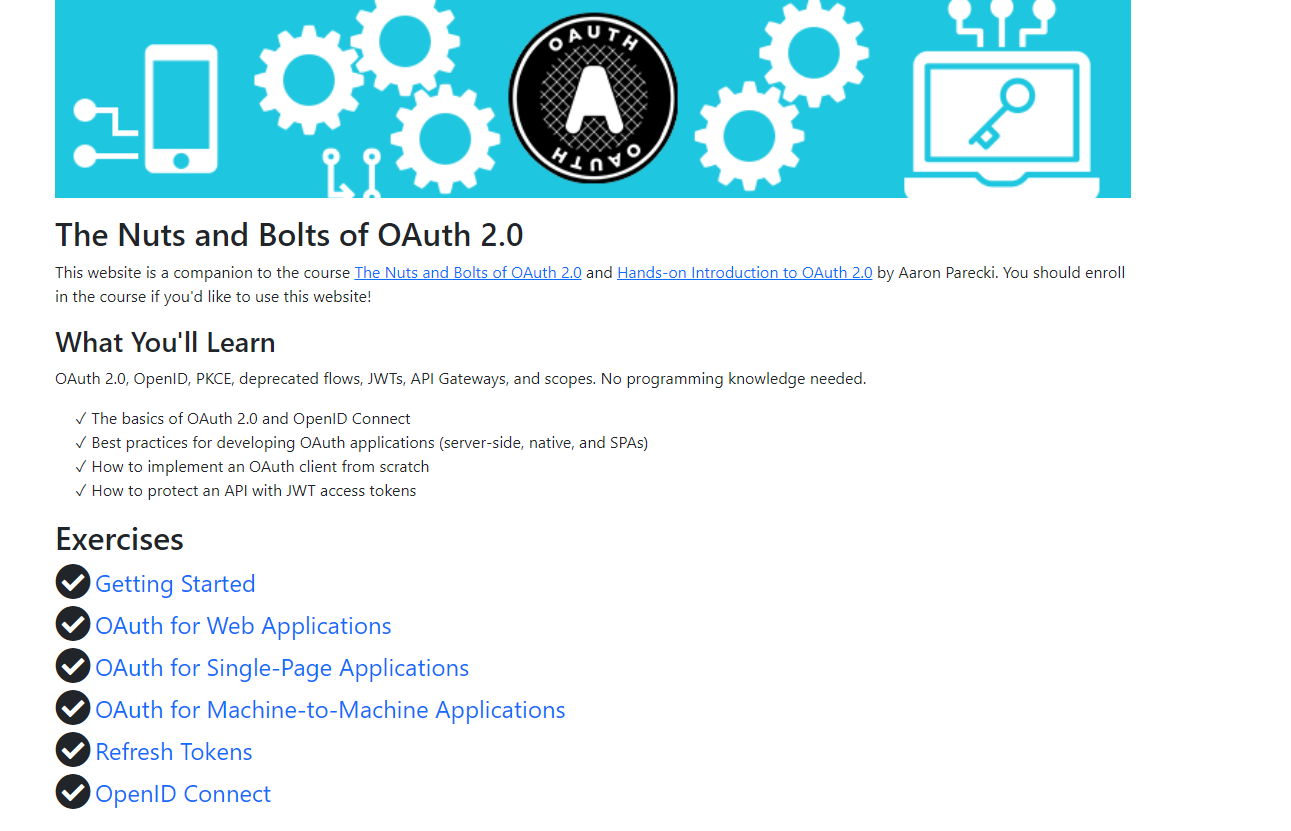 OAUTH
A
OAUTH
The Nuts and Bolts of OAuth 2.0
This website is a companion to the course The Nuts and Bolts of OAuth 2.0 and Hands-on Introduction to OAuth 2.0 by Aaron Parecki. You should enroll
in the course if you'd like to use this website!
What You'll Learn
OAuth 2.0, OpenID, PKCE, deprecated flows, JWTs, API Gateways, and scopes. No programming knowledge needed.
✓ The basics of OAuth 2.0 and OpenID Connect
✓ Best practices for developing OAuth applications (server-side, native, and SPAs)
✓ How to implement an OAuth client from scratch
✓ How to protect an API with JWT access tokens
Exercises
Getting Started
OAuth for Web Applications
OAuth for Single-Page Applications
OAuth for Machine-to-Machine Applications
Refresh Tokens
OpenID Connect